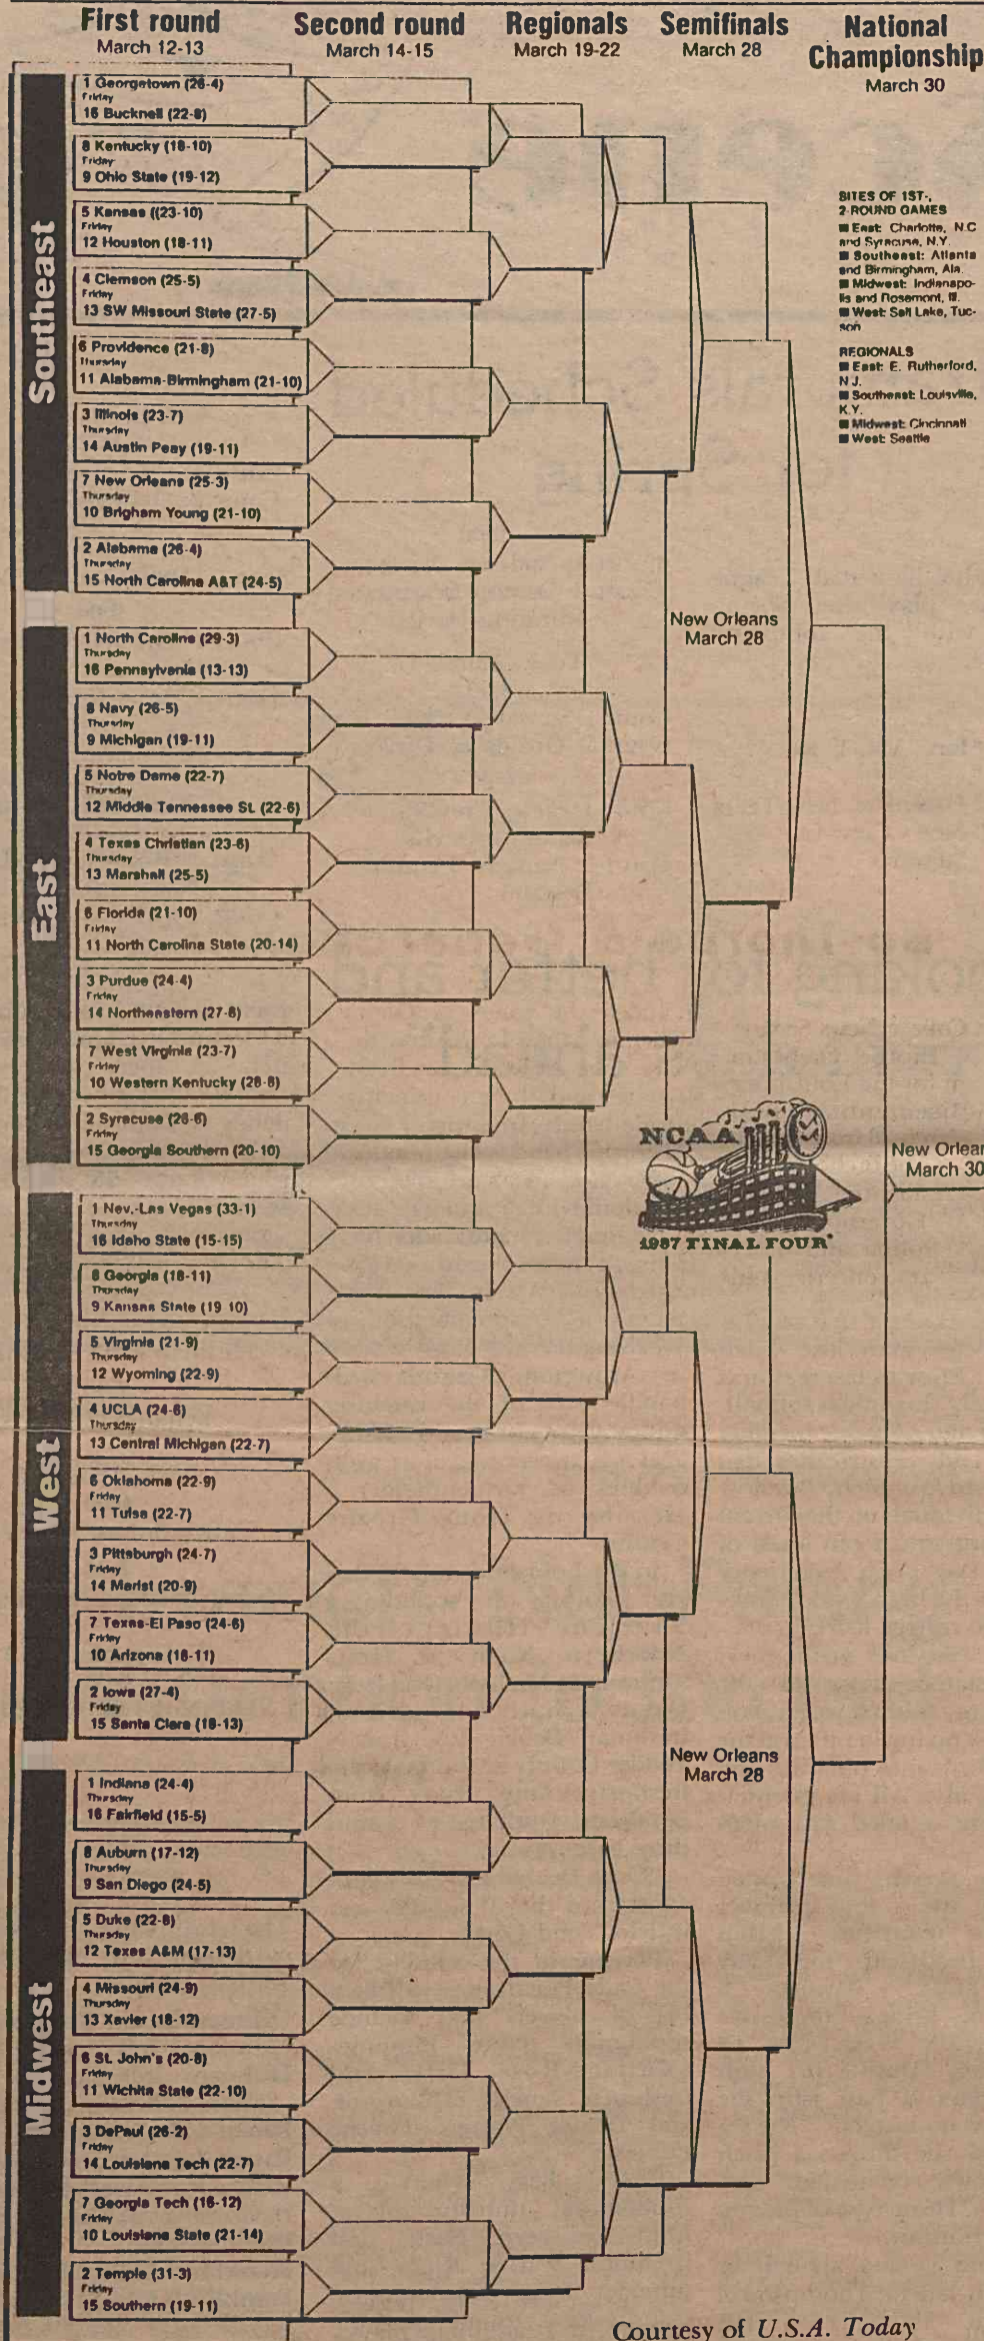 First round
March 12-13
Second round
March 14-15
Regionals
March 19-22
Semifinals
March 28
National
Championship
March 30
Southeast
1 Georgetown (26-4)
Friday
16 Bucknell (22-8)
8 Kentucky (18-10)
Friday
9 Ohio State (19-12)
5 Kansas ((23-10)
Friday
12 Houston (18-11)
4 Clemson (25-5)
Friday
13 SW Missouri State (27-5)
6 Providence (21-8)
Thursday
11 Alabama-Birmingham (21-10)
3 Illinois (23-7)
Thursday
14 Austin Peay (19-11)
7 New Orleans (25-3)
Thursday
10 Brigham Young (21-10)
2 Alabama (26-4)
Thursday
15 North Carolina A&T (24-5)
East
1 North Carolina (29-3)
Thursday
16 Pennsylvania (13-13)
8 Navy (26-5)
Thursday
9 Michigan (19-11)
5 Notre Dame (22-7)
Thursday
12 Middle Tennessee St. (22-6)
4 Texas Christian (23-6)
Thursday
13 Marshall (25-5)
6 Florida (21-10)
Friday
11 North Carolina State (20-14)
3 Purdue (24-4)
Friday
14 Northeastern (27-6)
7 West Virginia (23-7)
Friday
10 Western Kentucky (28-8)
2 Syracuse (26-6)
Friday
15 Georgia Southern (20-10)
West
1 Nev.-Las Vegas (33-1)
Thursday
16 Idaho State (15-15)
8 Georgia (18-11)
Thursday
9 Kansas State (19 10)
5 Virginia (21-9)
Thursday
12 Wyoming (22-9)
4 UCLA (24-6)
Thursday
13 Central Michigan (22-7)
6 Oklahoma (22-9)
Friday
11 Tulsa (22-7)
3 Pittsburgh (24-7)
Friday
14 Marist (20-9)
7 Texas-El Paso (24-6)
Friday
10 Arizona (18-11)
2 Iowa (27-4)
Friday
15 Santa Clara (18-13)
Midwest
1 Indiana (24-4)
Thursday
16 Fairfield (15-5)
8 Auburn (17-12)
Thursday
9 San Diego (24-5)
5 Duke (22-8)
Thursday
12 Texas A&M (17-13)
4 Missouri (24-9)
Thursday
13 Xavier (18-12)
6 St. John's (20-8)
Friday
11 Wichita State (22-10)
3 DePaul (26-2)
Friday
14 Louisiana Tech (22-7)
7 Georgia Tech (16-12)
Friday
10 Louisiana State (21-14)
2 Temple (31-3)
Friday
15 Southern (19-11)
SITES OF 1ST-,
2-ROUND GAMES
■ East: Charlotte, N.C
and Syracuse, N.Y.
■ Southeast: Atlanta
and Birmingham, Ala.
■ Midwest: Indianapo-
lis and Rosemont, Ill.
■ West: Salt Lake, Tuc-
son
REGIONALS
■ East: E. Rutherford,
N.J.
■ Southeast: Louisville,
K.Y.
■ Midwest: Cincinnati
■ West: Seattle
New Orleans
March 28
NCAA
1987 FINAL FOUR
New Orlean
March 30
New Orleans
March 28
Courtesy of U.S.A. Today